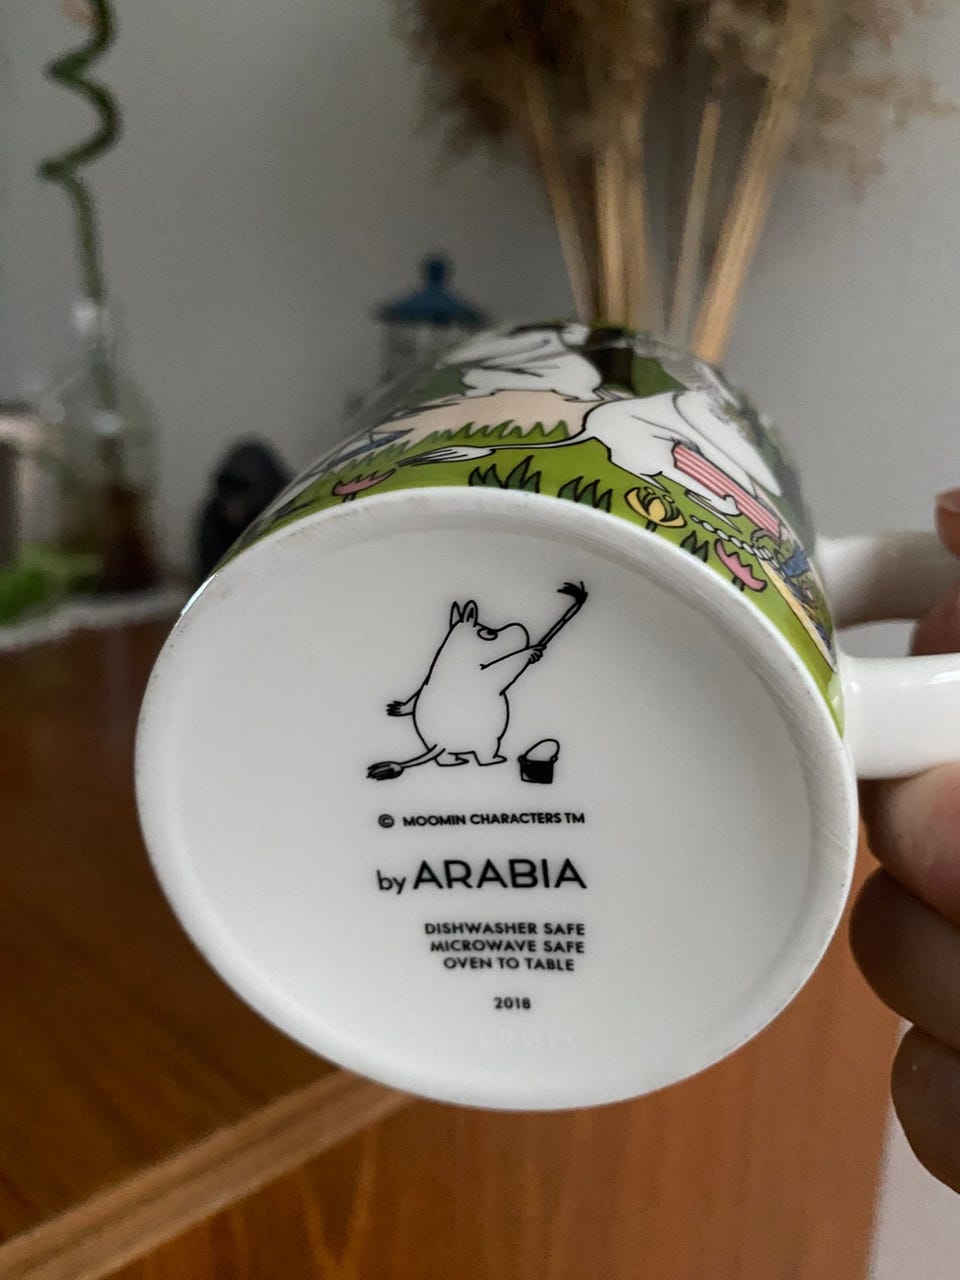 © MOOMIN CHARACTERS TM
by ARABIA
DISHWASHER SAFE
MICROWAVE SAFE
OVEN TO TABLE
2018